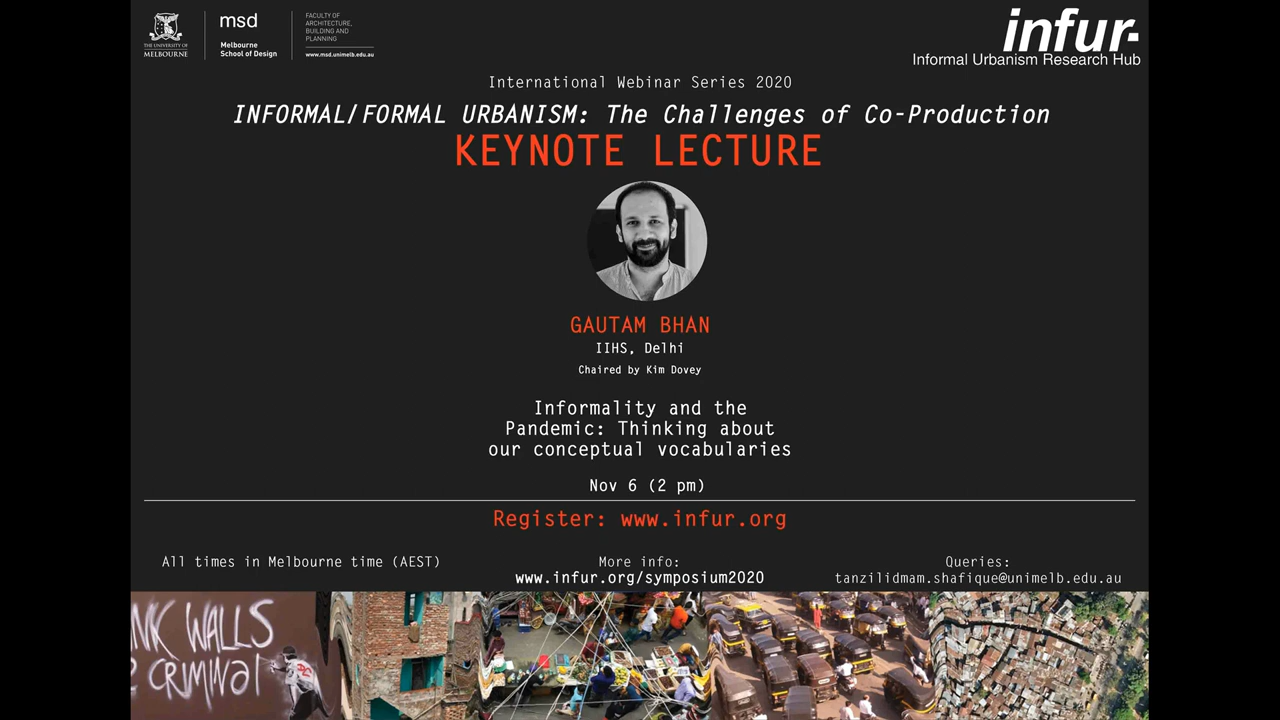 THE UNIVERSITY OF
MELBOURNE
msd
Melbourne
School of Design
FACULTY OF
ARCHITECTURE,
BUILDING AND
PLANNING
www.msd.unimelb.edu.au
infur-
Informal Urbanism Research Hub
International Webinar Series 2020
INFORMAL/FORMAL URBANISM: The Challenges of Co-Production
KEYNOTE LECTURE
GAUTAM BHAN
IIHS, Delhi
Chaired by Kim Dovey
Informality and the
Pandemic: Thinking about
our conceptual vocabularies
Nov 6 (2 pm)
Register: www.infur.org
All times in Melbourne time (AEST)
More info:
www.infur.org/symposium2020
Queries:
tanzilidmam.shafique@unimelb.edu.au
NK WALLS
CRIMINAL